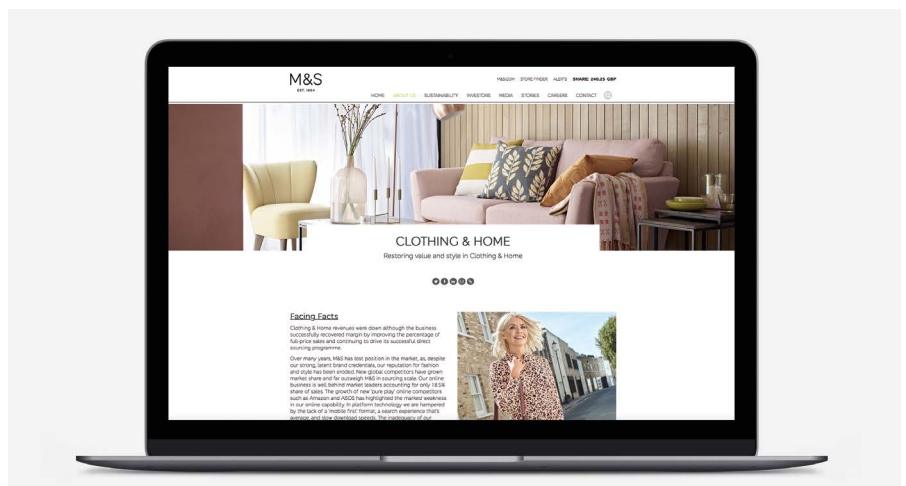 M&S
EST. 1884
M&S.COM STORE FINDER ALERTS SHARE: 240.25 GBP
HOME ABOUT US SUSTAINABILITY INVESTORS MEDIA STORIES CAREERS CONTACT
CLOTHING & HOME
Restoring value and style in Clothing & Home
Facing Facts
Clothing & Home revenues were down although the business
successfully recovered margin by improving the percentage of
full-price sales and continuing to drive its successful direct
sourcing programme.
Over many years, M&S has lost position in the market, as, despite
our strong, latent brand credentials, our reputation for fashion
and style has been eroded. New global competitors have grown
market share and far outweigh M&S in sourcing scale. Our online
business is well behind market leaders accounting for only 18.5%
share of sales. The growth of new 'pure play' online competitors
such as Amazon and ASOS has highlighted the marked weakness
in our online capability. In platform technology we are hampered
by the lack of a 'mobile first' format, a search experience that's
average, and slow download speeds. The inadequacy of our